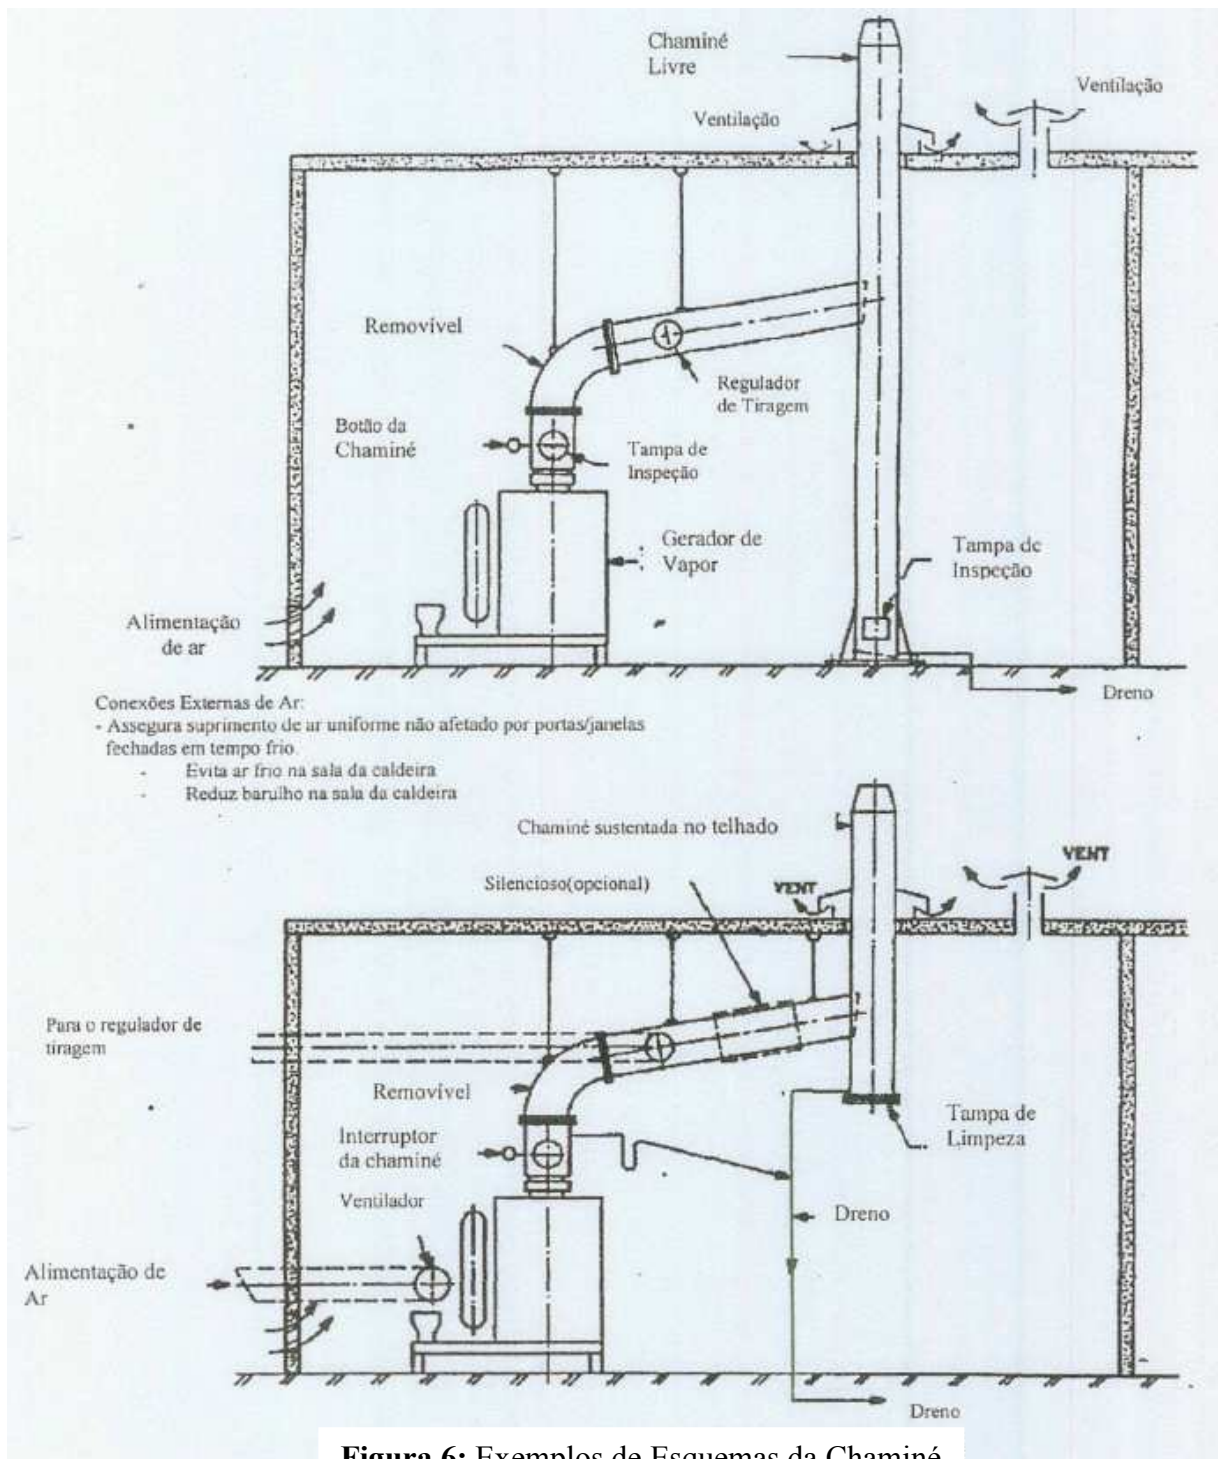 Chaminé
Livre
Ventilação
Ventilação
Removível
Regulador
de Tiragem
Botão da
Chaminé
Tampa de
Inspeção
Gerador de
Vapor
Tampa de
Inspeção
Alimentação
de ar
Dreno
Conexões Externas de Ar:
- Assegura suprimento de ar uniforme não afetado por portas/janelas
fechadas em tempo frio.
- Evita ar frio na sala da caldeira
- Reduz barulho na sala da caldeira
Chaminé sustentada no telhado
Silencioso(opcional)
VENT
VENT
Para o regulador de
tiragem
Removível
Tampa de
Limpeza
Interruptor
da chaminé
Ventilador
Dreno
Alimentação de
Ar
Dreno
Figura 6: Exemplos de Esquemas da Chaminé